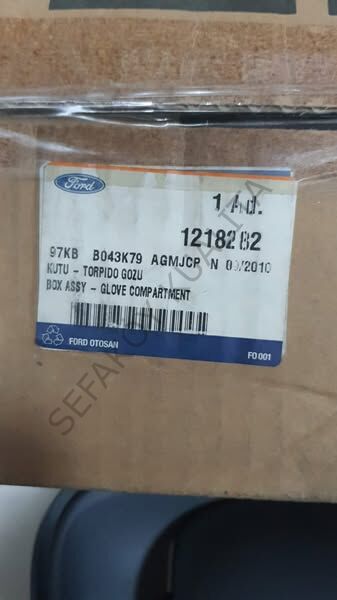 Ford
1 Ad.
1218282
97KB B043K79 AGMJCP N 09/2010
KUTU - TORPIDO GOZU
BOX ASSY - GLOVE COMPARTMENT
FORD OTOSAN
FO 001